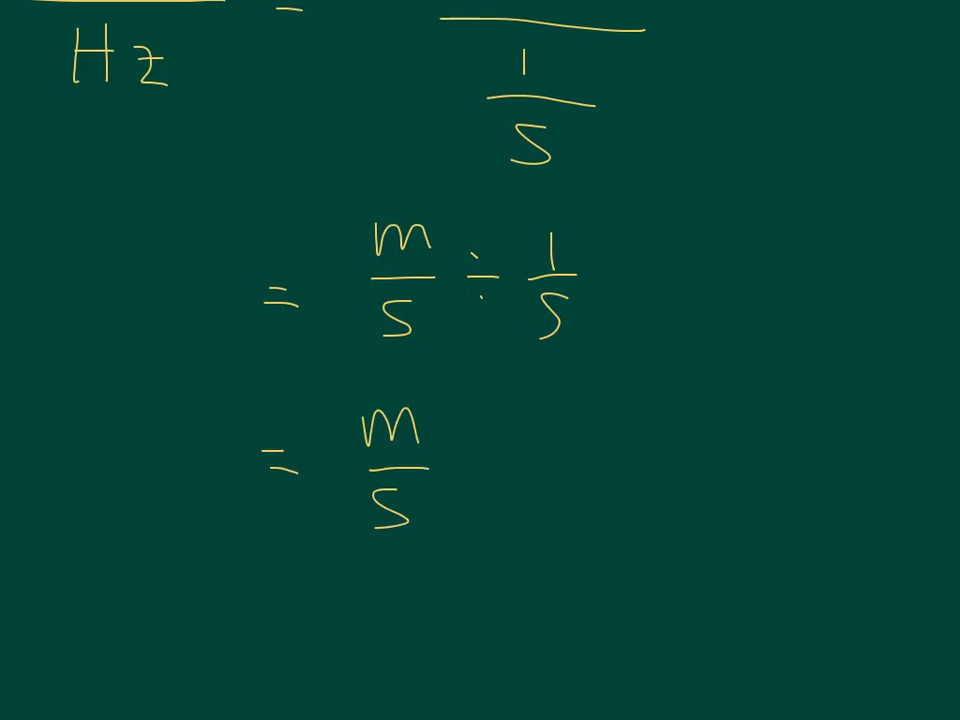 Hz = 1/s
= m/s ÷ 1/s
= m/s